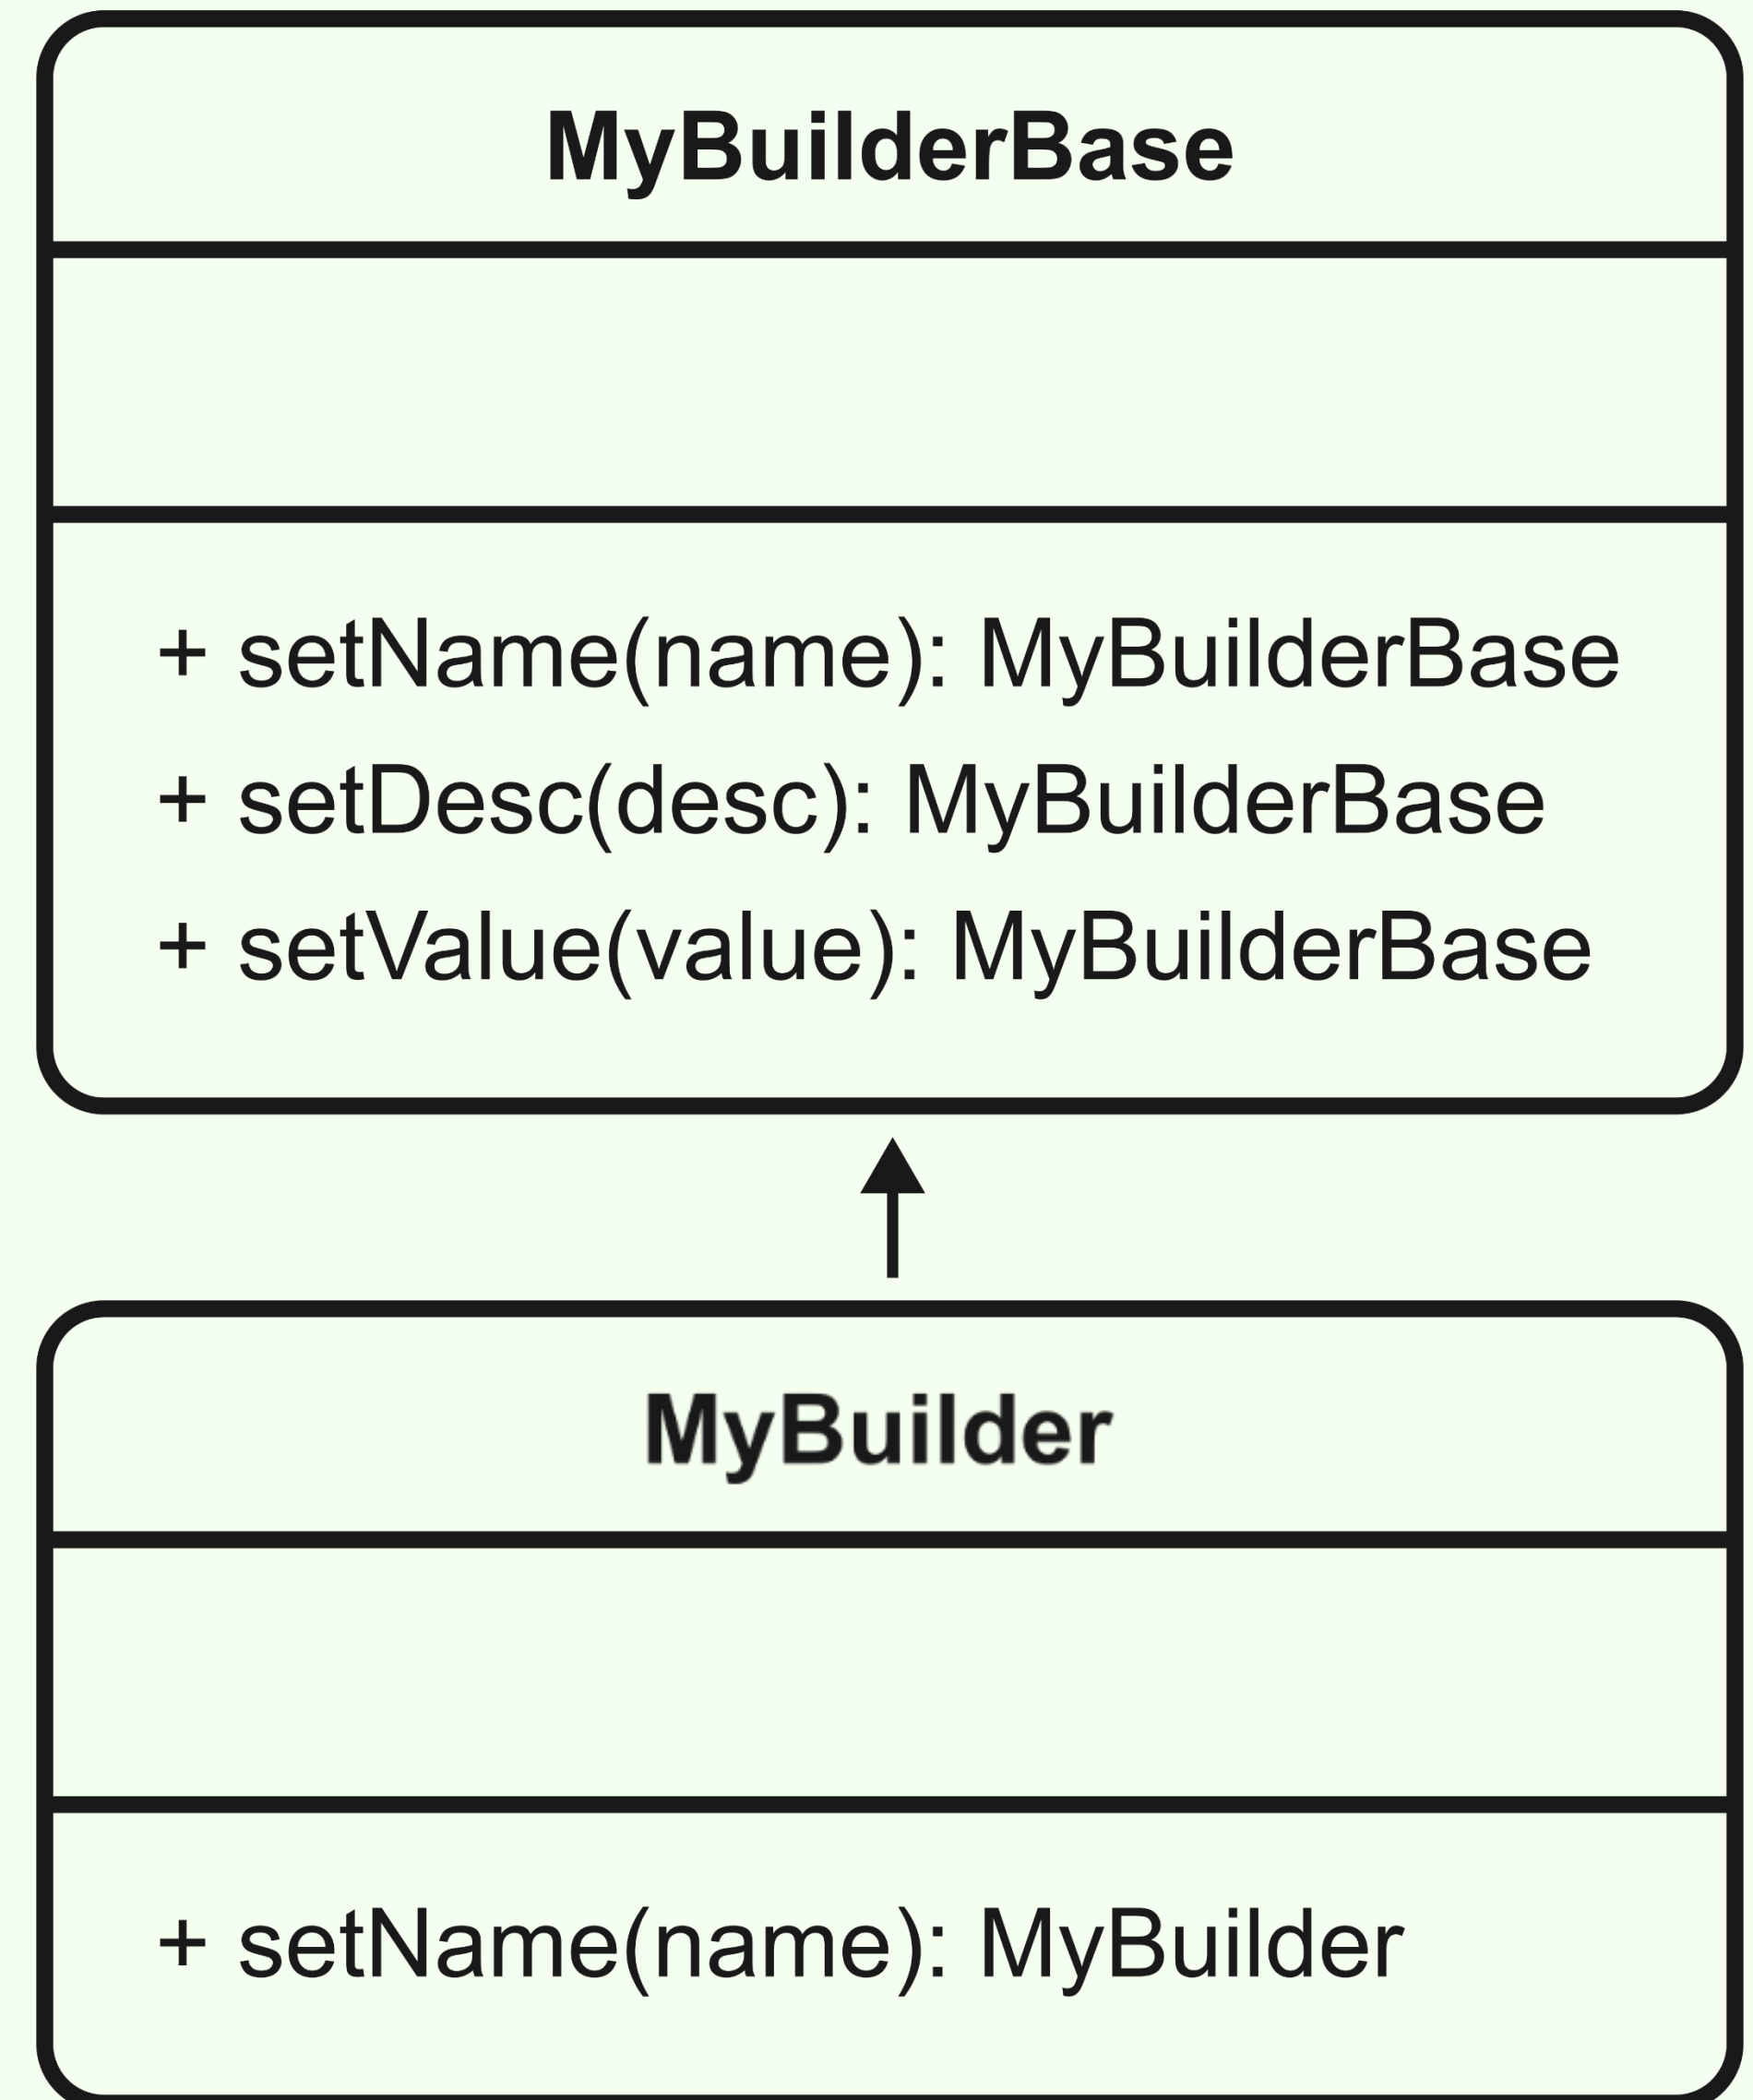 MyBuilderBase
+ setName(name): MyBuilderBase
+ setDesc(desc): MyBuilderBase
+ setValue(value): MyBuilderBase
MyBuilder
+ setName(name): MyBuilder